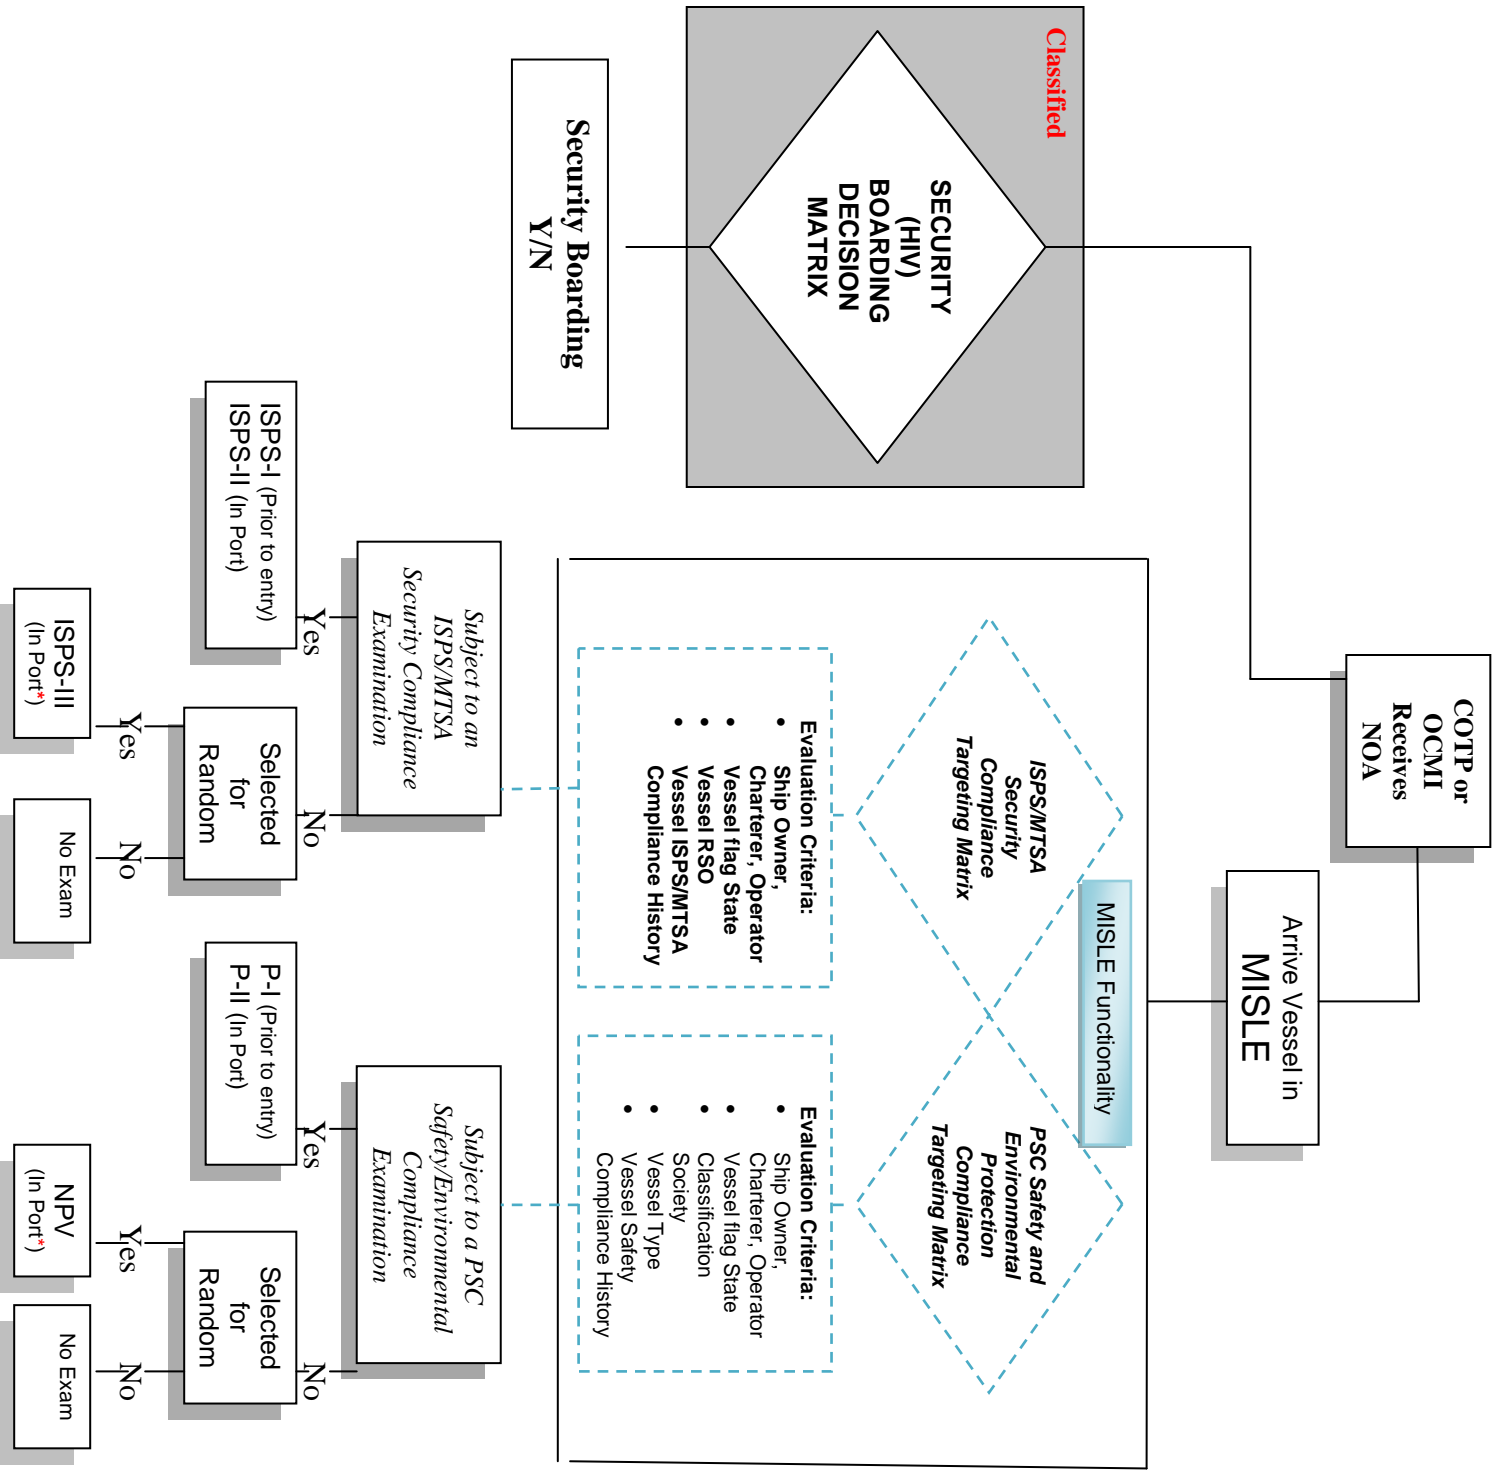 COTP or
OCMI
Receives
NOA
Classified
SECURITY
(HIV)
BOARDING
DECISION
MATRIX
Security Boarding
Y/N
Arrive Vessel in
MISLE
MISLE Functionality
ISPS/MTSA
Security
Compliance
Targeting Matrix
PSC Safety and
Environmental
Protection
Compliance
Targeting Matrix
Evaluation Criteria:
• Ship Owner,
Charterer, Operator
• Vessel flag State
• Vessel RSO
• Vessel ISPS/MTSA
Compliance History
Evaluation Criteria:
• Ship Owner,
Charterer, Operator
• Vessel flag State
• Classification
Society
• Vessel Type
• Vessel Safety
Compliance History
Subject to an
ISPS/MTSA
Security Compliance
Examination
Subject to a PSC
Safety/Environmental
Compliance
Examination
Yes
No
Yes
No
ISPS-I (Prior to entry)
ISPS-II (In Port)
Selected
for
Random
P-I (Prior to entry)
P-II (In Port)
Selected
for
Random
Yes
No
Yes
No
ISPS-III
(In Port*)
No Exam
NPV
(In Port*)
No Exam